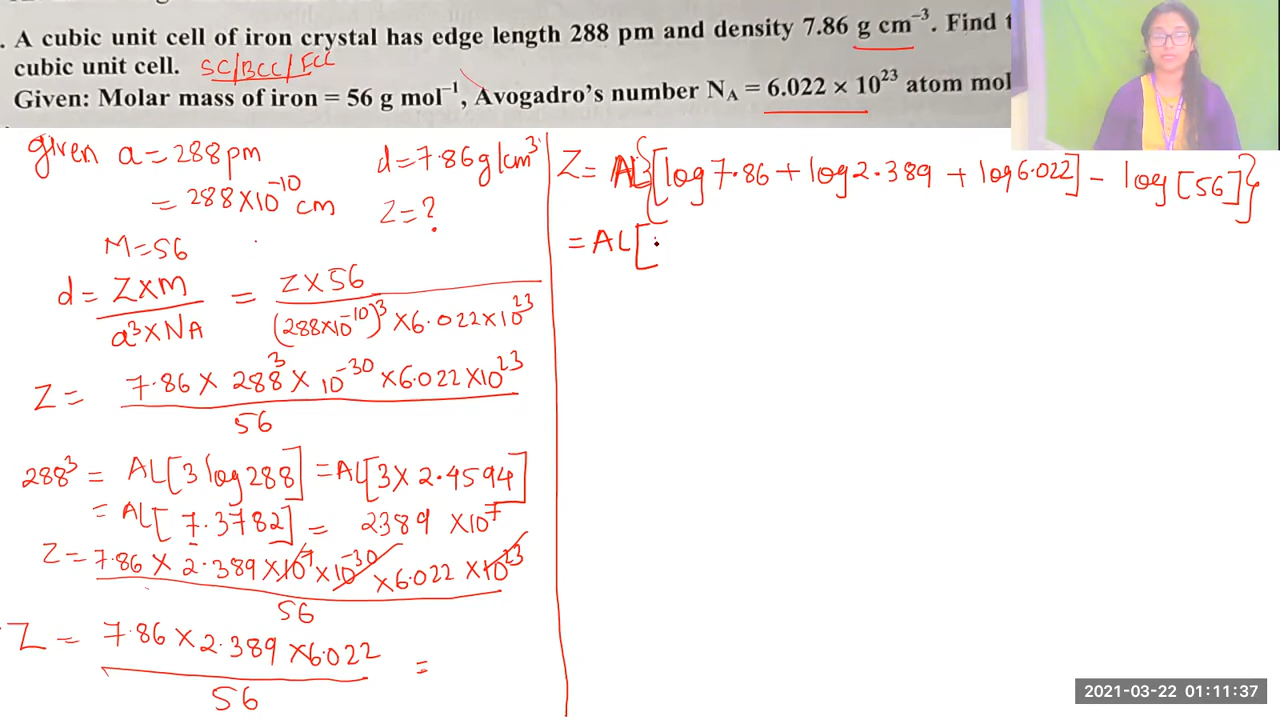 . A cubic unit cell of iron crystal has edge length 288 pm and density 7.86 g cm⁻³. Find t
cubic unit cell. SC/BCC/FCC
Given: Molar mass of iron = 56 g mol⁻¹, Avogadro's number N_A = 6.022 × 10²³ atom mol
given a = 288 pm
= 288×10⁻¹⁰ cm
d = 7.86 g/cm³
Z = ?
M = 56
d = Z×M / a³×NA = Z×56 / (288×10⁻¹⁰)³ ×6.022×10²³
Z = 7.86 × 288³ × 10⁻³⁰ ×6.022×10²³ / 56
288³ = AL[3 log 288] = AL[3 × 2.4594]
= AL[7.3782] = 2389 ×10⁷
Z = 7.86 × 2.389 ×10⁷ ×10⁻³⁰ ×6.022 ×10²³ / 56
Z = 7.86 ×2.389 ×6.022 / 56 =
Z = AL{[log 7.86 + log 2.389 + log 6.022] - log [56]}
= AL[
2021-03-22 01:11:37